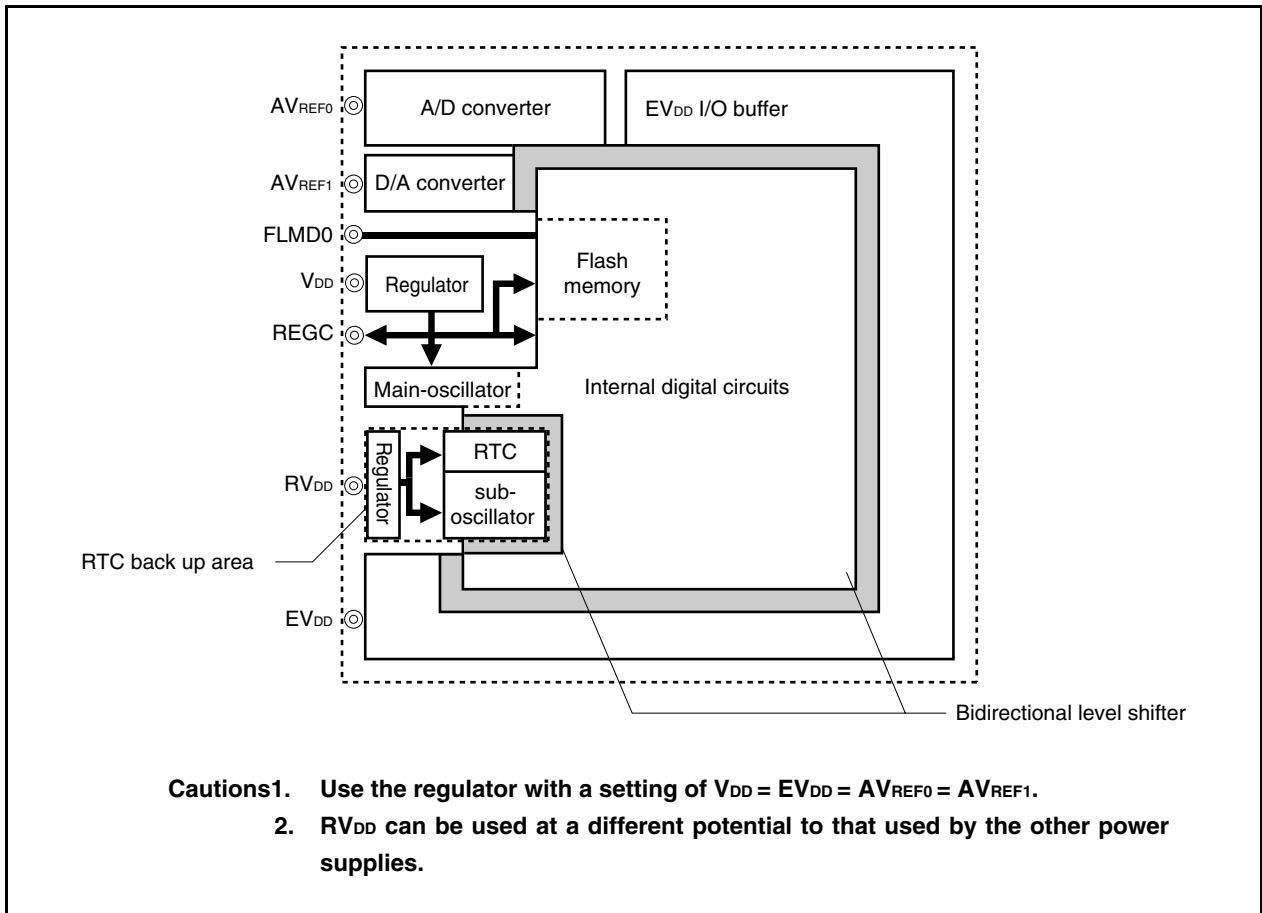 AVREF0
A/D converter
EVDD I/O buffer
AVREF1
D/A converter
FLMD0
Flash
memory
VDD
Regulator
REGC
Main-oscillator
Internal digital circuits
Regulator
RTC
RVDD
sub-
oscillator
RTC back up area
EVDD
Bidirectional level shifter
Cautions1. Use the regulator with a setting of VDD = EVDD = AVREF0 = AVREF1.
2. RVDD can be used at a different potential to that used by the other power
supplies.